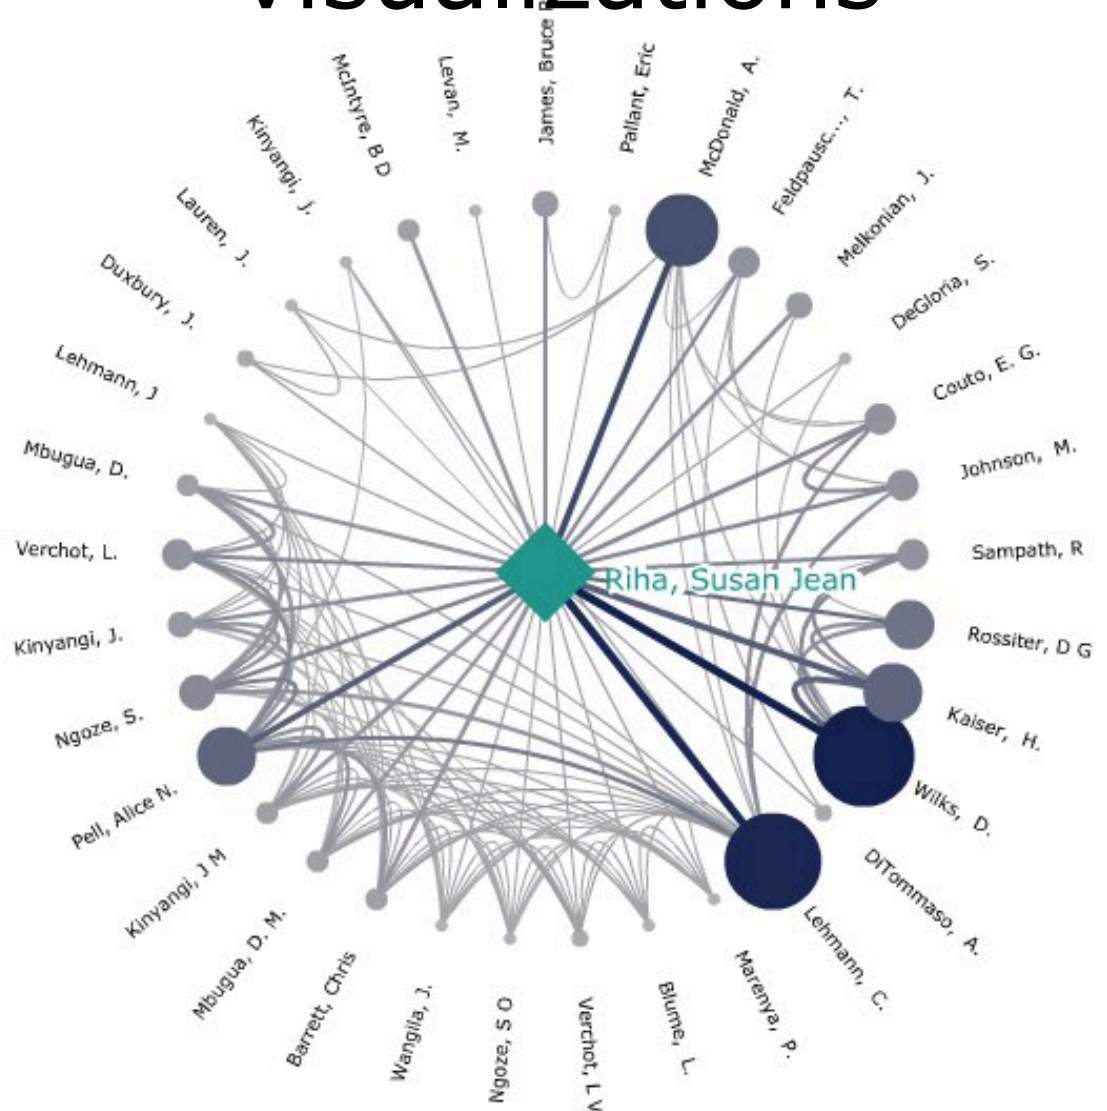 visualizations
James, Bruce R
Pallant, Eric
McDonald, A.
Feldpausc..., T.
Melkonian, J.
DeGloria, S.
Couto, E. G.
Johnson, M.
Sampath, R
Rossiter, D G
Kaiser, H.
Wilks, D.
DiTommaso, A.
Lehmann, C.
Marenya, P.
Blume, L.
Verchot, L V
Ngoze, S O
Wangila, J.
Barrett, Chris
Mbugua, D. M.
Kinyangi, J M
Pell, Alice N.
Ngoze, S.
Kinyangi, J.
Verchot, L.
Mbugua, D.
Lehmann, J
Duxbury, J.
Lauren, J.
Kinyangi, J.
McIntyre, B D
Levan, M.
Riha, Susan Jean